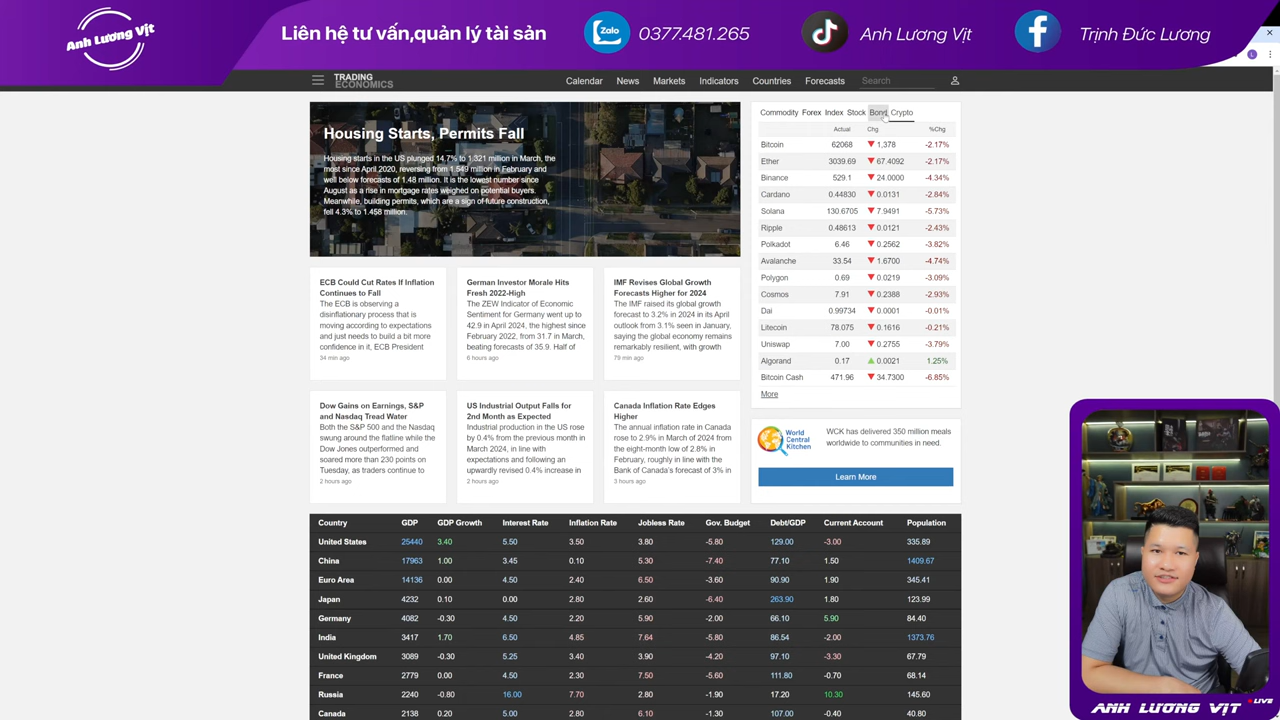 Anh Lương Vịt
Liên hệ tư vấn,quản lý tài sản
Zalo
0377.481.265
Anh Lương Vịt
Trịnh Đức Lương
TRADING ECONOMICS
Calendar News Markets Indicators Countries Forecasts Search
Housing Starts, Permits Fall
Housing starts in the US plunged 14.7% to 1.321 million in March, the
most since April 2020, reversing from 1.549 million in February and
well below forecasts of 1.48 million. It is the lowest number since
August as a rise in mortgage rates weighed on potential buyers.
Meanwhile, building permits, which are a sign of future construction,
fell 4.3% to 1.458 million.
Commodity Forex Index Stock Bond Crypto
Actual Chg %Chg
Bitcoin 62068 1,378 -2.17%
Ether 3039.69 67.4092 -2.17%
Binance 529.1 24.0000 -4.34%
Cardano 0.44830 0.0131 -2.84%
Solana 130.6705 7.9491 -5.73%
Ripple 0.48613 0.0121 -2.43%
Polkadot 6.46 0.2562 -3.82%
Avalanche 33.54 1.6700 -4.74%
Polygon 0.69 0.0219 -3.09%
Cosmos 7.91 0.2388 -2.93%
Dai 0.99734 0.0001 -0.01%
Litecoin 78.075 0.1616 -0.21%
Uniswap 7.00 0.2755 -3.79%
Algorand 0.17 0.0021 1.25%
Bitcoin Cash 471.96 34.7300 -6.85%
More
ECB Could Cut Rates If Inflation
Continues to Fall
The ECB is observing a
disinflationary process that is
moving according to expectations
and just needs to build a bit more
confidence in it, ECB President
34 min ago
German Investor Morale Hits
Fresh 2022-High
The ZEW Indicator of Economic
Sentiment for Germany went up to
42.9 in April 2024, the highest since
February 2022, from 31.7 in March,
beating forecasts of 35.9. Half of
6 hours ago
IMF Revises Global Growth
Forecasts Higher for 2024
The IMF raised its global growth
forecast to 3.2% in 2024 in its April
outlook from 3.1% seen in January,
saying the global economy remains
remarkably resilient, with growth
79 min ago
Dow Gains on Earnings, S&P
and Nasdaq Tread Water
Both the S&P 500 and the Nasdaq
swung around the flatline while the
Dow Jones outperformed and
soared more than 230 points on
Tuesday, as traders continue to
2 hours ago
US Industrial Output Falls for
2nd Month as Expected
Industrial production in the US rose
by 0.4% from the previous month in
March 2024, in line with
expectations and following an
upwardly revised 0.4% increase in
2 hours ago
Canada Inflation Rate Edges
Higher
The annual inflation rate in Canada
rose to 2.9% in March of 2024 from
the eight-month low of 2.8% in
February, roughly in line with the
Bank of Canada's forecast of 3% in
3 hours ago
World
Central
Kitchen
WCK has delivered 350 million meals
worldwide to communities in need.
Learn More
Country GDP GDP Growth Interest Rate Inflation Rate Jobless Rate Gov. Budget Debt/GDP Current Account Population
United States 25440 3.40 5.50 3.50 3.80 -5.80 129.00 -3.00 335.89
China 17963 1.00 3.45 0.10 5.30 -7.40 77.10 1.50 1409.67
Euro Area 14136 0.00 4.50 2.40 6.50 -3.60 90.90 1.90 345.41
Japan 4232 0.10 0.00 2.80 2.60 -6.40 263.90 1.80 123.99
Germany 4082 -0.30 4.50 2.20 5.90 -2.00 66.10 5.90 84.40
India 3417 1.70 6.50 4.85 7.64 -5.80 86.54 -2.00 1373.76
United Kingdom 3089 -0.30 5.25 3.40 3.90 -4.20 97.10 -3.30 67.79
France 2779 0.00 4.50 2.30 7.50 -5.60 111.80 -0.70 68.14
Russia 2240 -0.80 16.00 7.70 2.80 -1.90 17.20 10.30 145.60
Canada 2138 0.20 5.00 2.80 6.10 -1.30 107.00 -0.40 40.80
ANH LƯƠNG VỊT LIVE